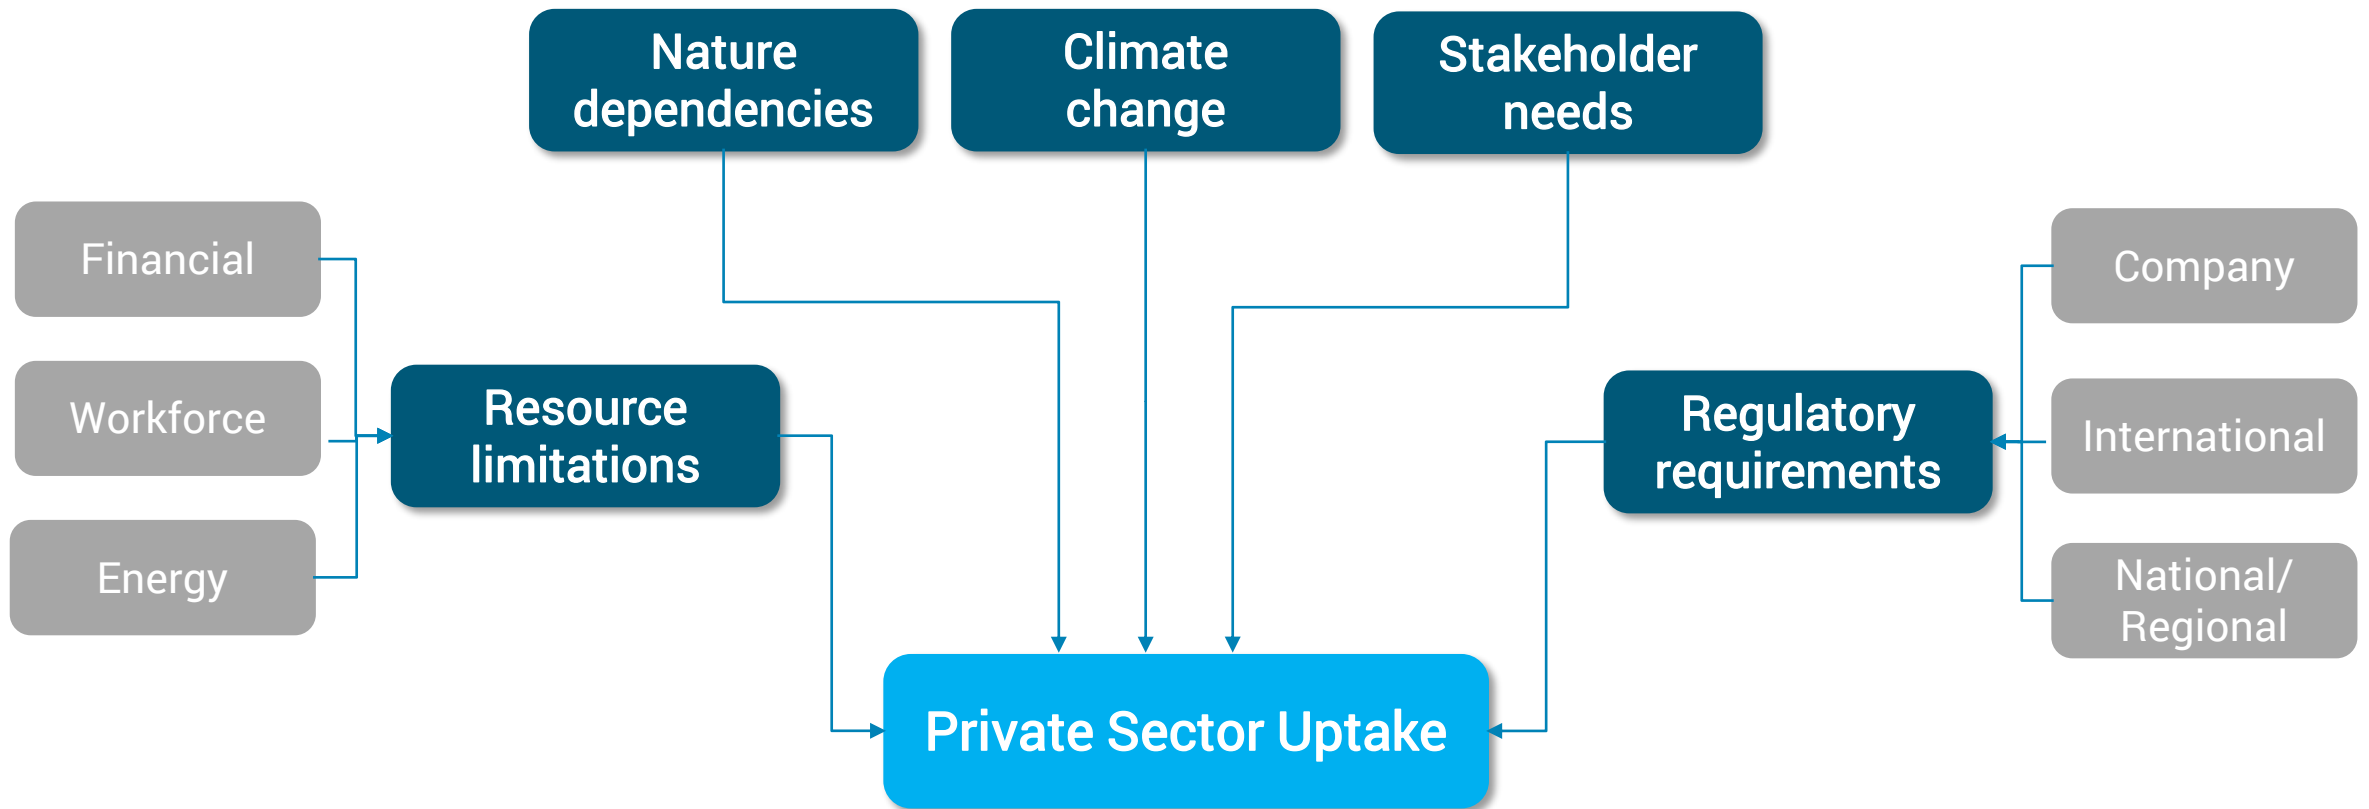 Nature
dependencies
Climate
change
Stakeholder
needs
Financial
Workforce
Energy
Resource
limitations
Regulatory
requirements
Company
International
National/
Regional
Private Sector Uptake